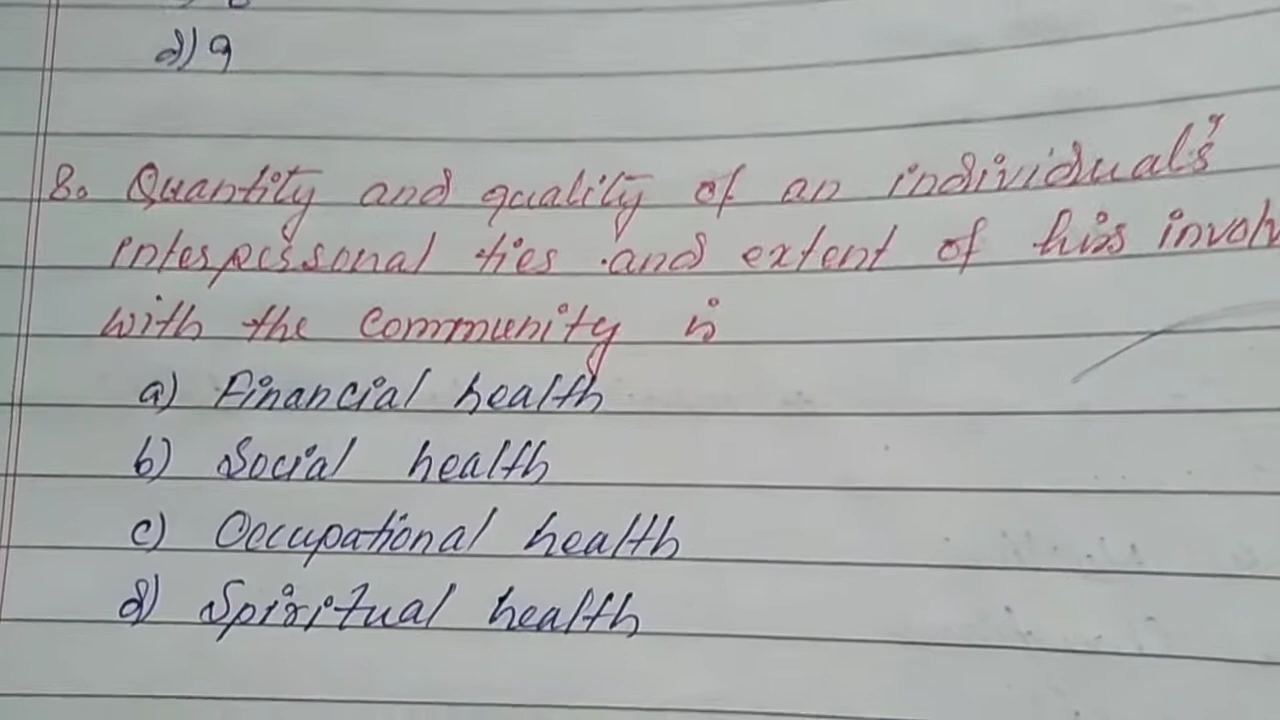 d) 9
8. Quantity and quality of an individual's
interpersonal ties and extent of his involv
with the community is
a) Financial health
b) Social health
c) Occupational health
d) Spiritual health